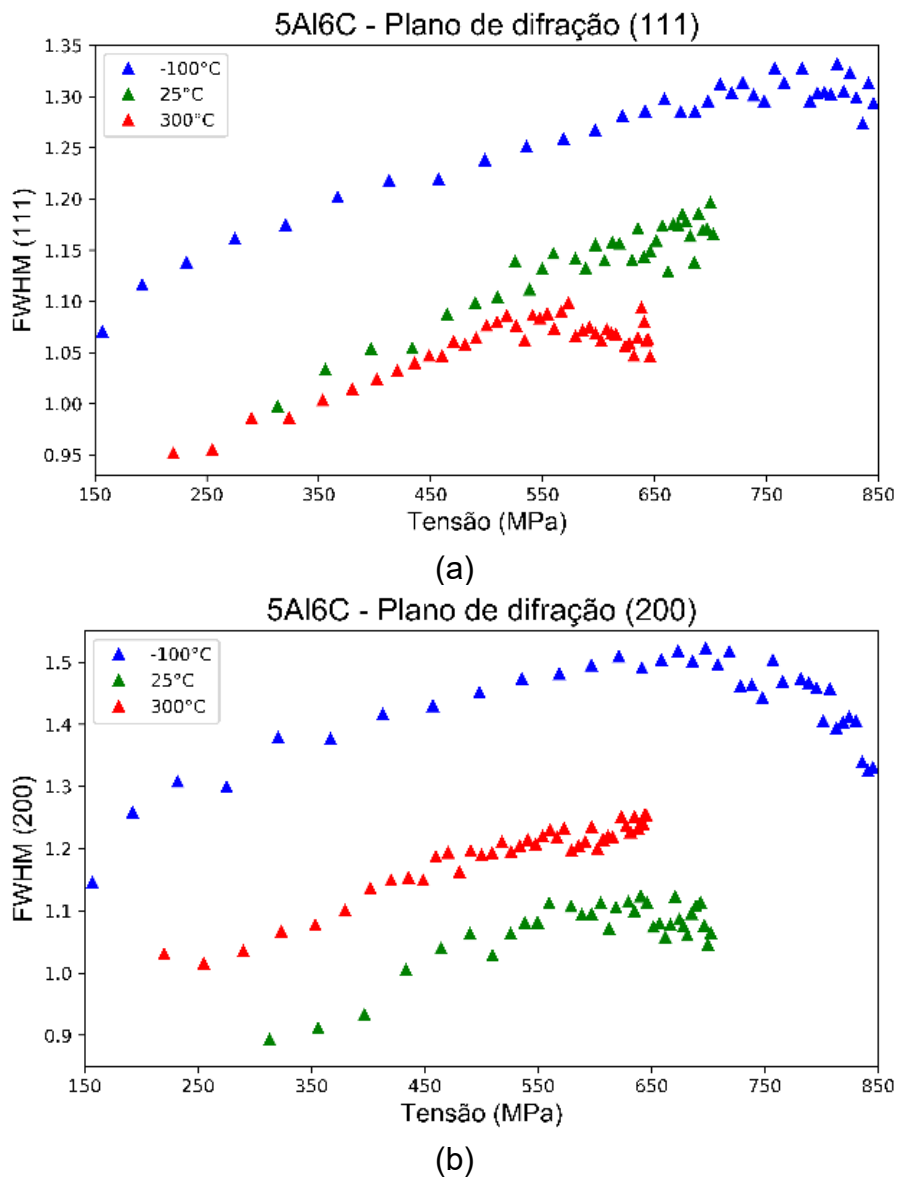 5Al6C - Plano de difração (111)
1.35
1.30
1.25
1.20
1.15
1.10
1.05
1.00
0.95
FWHM (111)
-100°C
25°C
300°C
150 250 350 450 550 650 750 850
Tensão (MPa)
(a)
5Al6C - Plano de difração (200)
1.5
1.4
1.3
1.2
1.1
1.0
0.9
FWHM (200)
-100°C
25°C
300°C
150 250 350 450 550 650 750 850
Tensão (MPa)
(b)